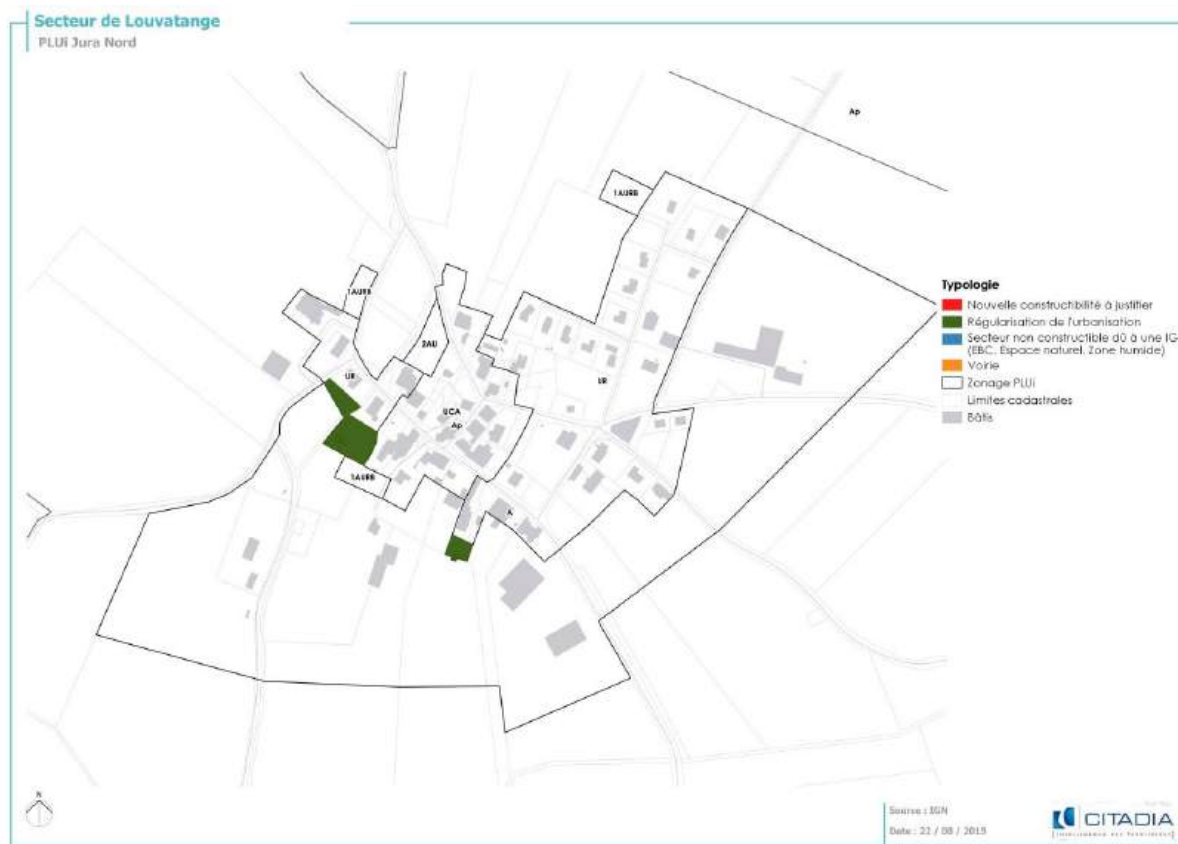 Secteur de Louvatange
PLUi Jura Nord
Ap
1AURB
1AURB
2AU
UB
UB
UCA
Ap
1AURB
A
Typologie
Nouvelle constructibilité à justifier
Régularisation de l'urbanisation
Secteur non constructible dû à une IG
(EBC, Espace naturel, Zone humide)
Voirie
Zonage PLUi
Limites cadastrales
Bâtis
N
Source : IGN
Date : 22 / 08 / 2019
CITADIA